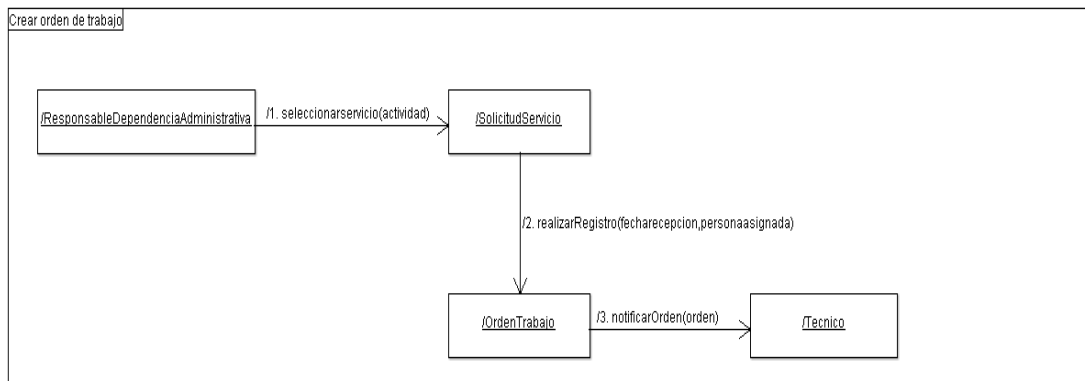 Crear orden de trabajo
/ResponsableDependenciaAdministrativa
/1. seleccionarservicio(actividad)
/SolicitudServicio
/2. realizarRegistro(fecharecepcion,personaasignada)
/OrdenTrabajo
/3. notificarOrden(orden)
/Tecnico